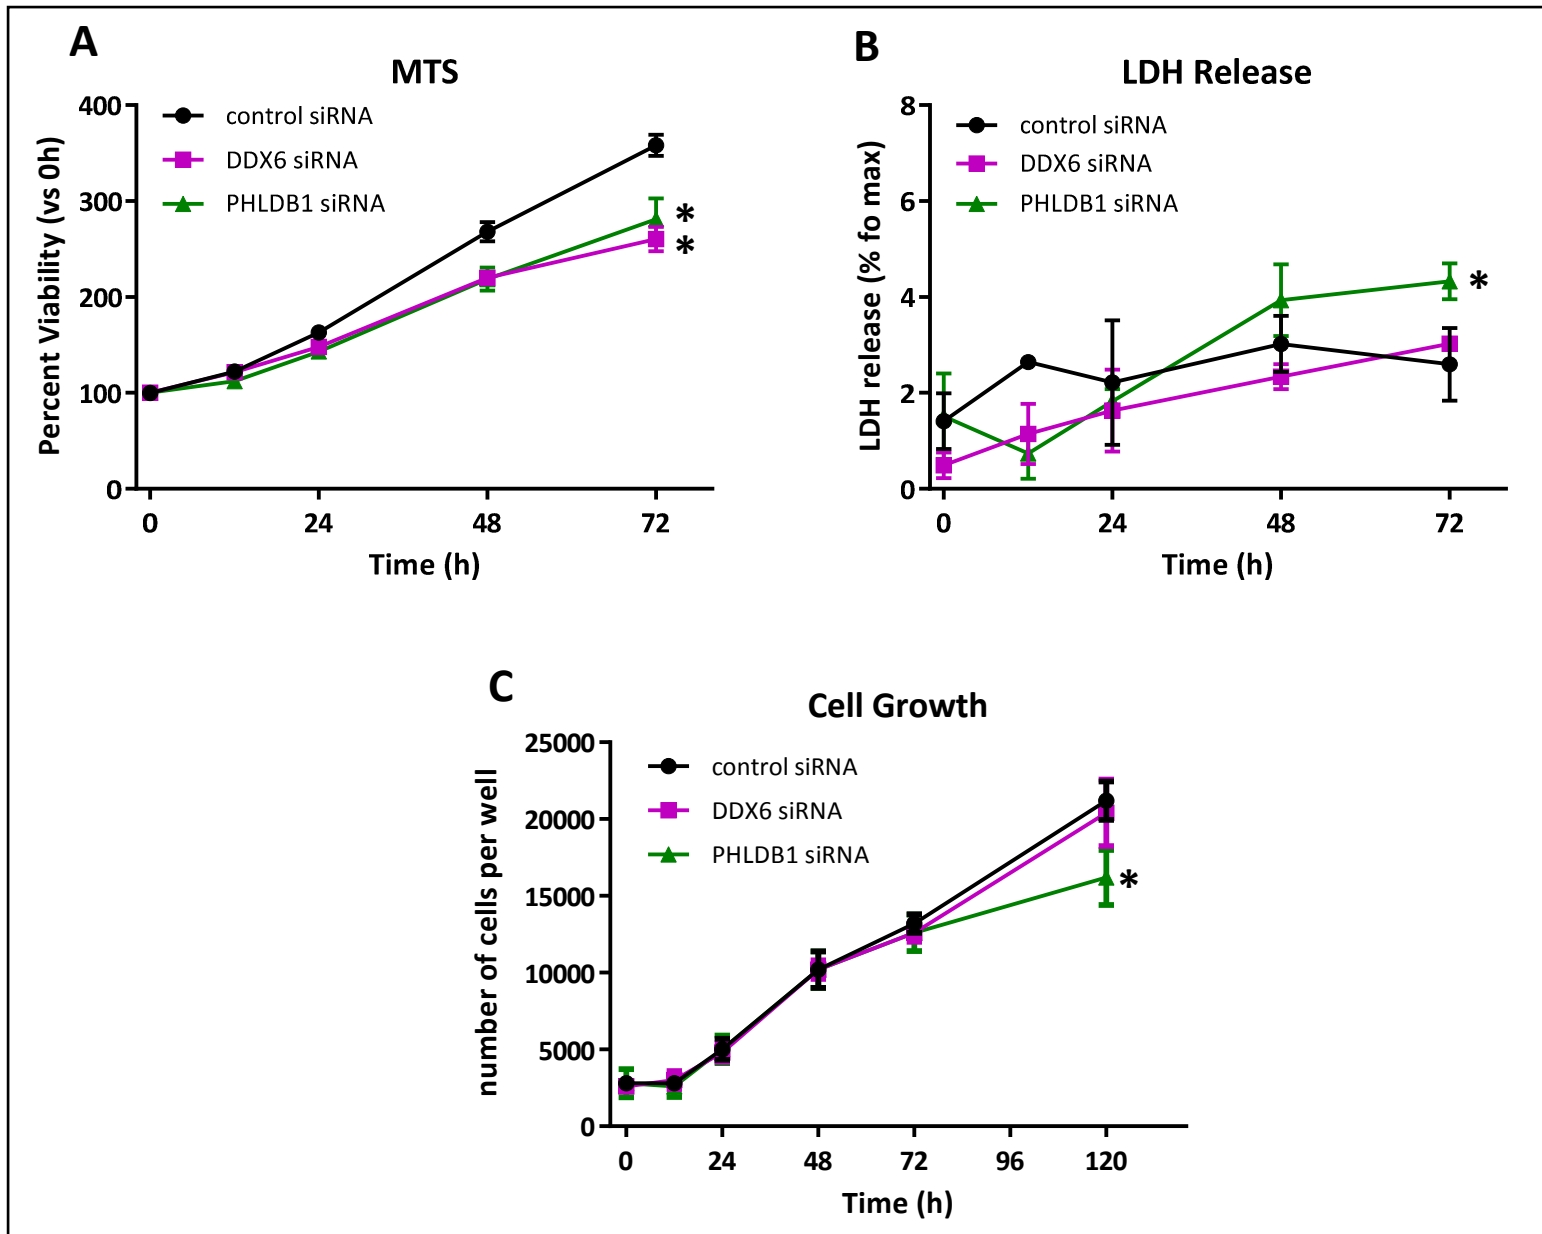 A
MTS
control siRNA
DDX6 siRNA
PHLDB1 siRNA
Percent Viability (vs 0h)
400
300
200
100
0
*
*
0 24 48 72
Time (h)
B
LDH Release
control siRNA
DDX6 siRNA
PHLDB1 siRNA
LDH release (% fo max)
8
6
4
2
0
*
0 24 48 72
Time (h)
C
Cell Growth
control siRNA
DDX6 siRNA
PHLDB1 siRNA
number of cells per well
25000
20000
15000
10000
5000
0
*
0 24 48 72 96 120
Time (h)